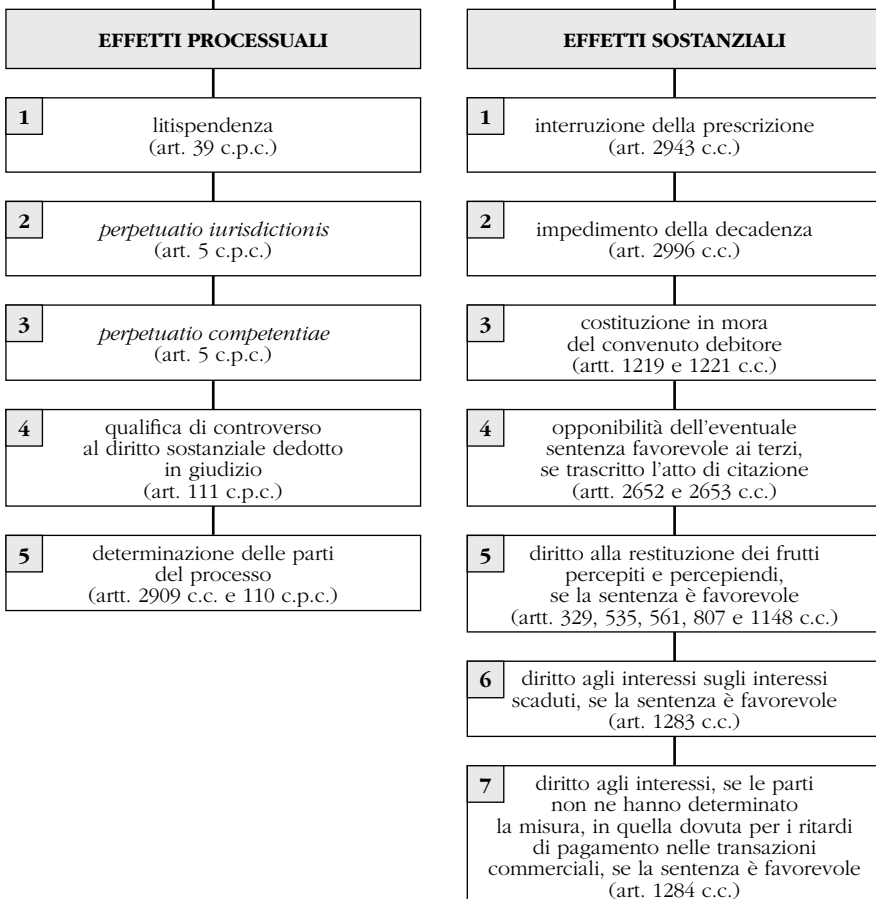 EFFETTI PROCESSUALI
1
litispendenza
(art. 39 c.p.c.)
2
perpetuatio iurisdictionis
(art. 5 c.p.c.)
3
perpetuatio competentiae
(art. 5 c.p.c.)
4
qualifica di controverso
al diritto sostanziale dedotto
in giudizio
(art. 111 c.p.c.)
5
determinazione delle parti
del processo
(artt. 2909 c.c. e 110 c.p.c.)
EFFETTI SOSTANZIALI
1
interruzione della prescrizione
(art. 2943 c.c.)
2
impedimento della decadenza
(art. 2996 c.c.)
3
costituzione in mora
del convenuto debitore
(artt. 1219 e 1221 c.c.)
4
opponibilità dell'eventuale
sentenza favorevole ai terzi,
se trascritto l'atto di citazione
(artt. 2652 e 2653 c.c.)
5
diritto alla restituzione dei frutti
percepiti e percepiendi,
se la sentenza è favorevole
(artt. 329, 535, 561, 807 e 1148 c.c.)
6
diritto agli interessi sugli interessi
scaduti, se la sentenza è favorevole
(art. 1283 c.c.)
7
diritto agli interessi, se le parti
non ne hanno determinato
la misura, in quella dovuta per i ritardi
di pagamento nelle transazioni
commerciali, se la sentenza è favorevole
(art. 1284 c.c.)